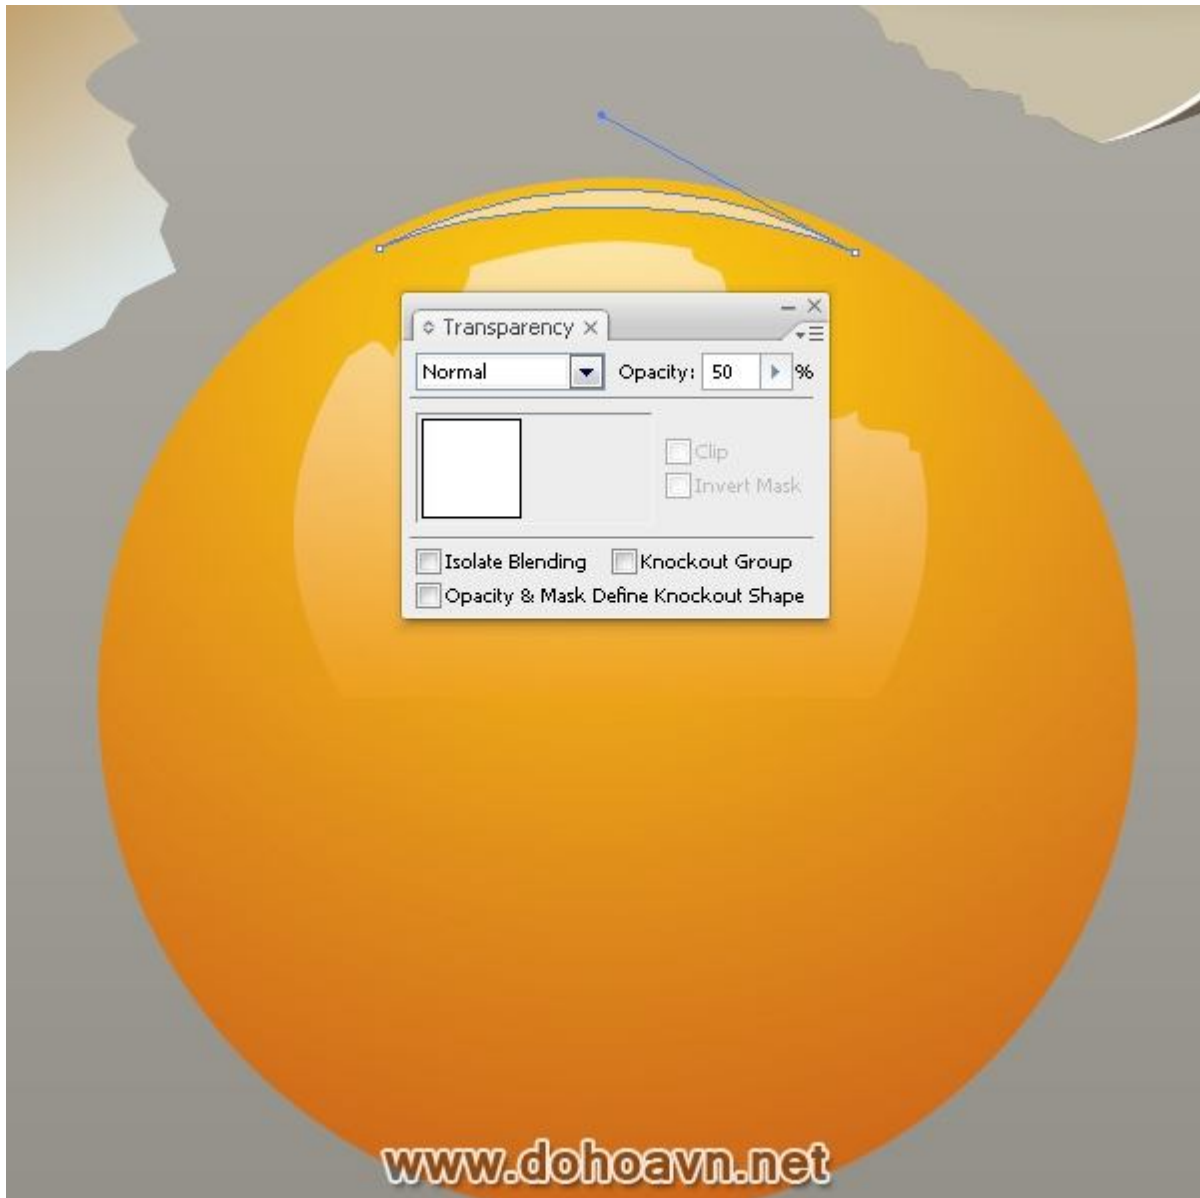 Transparency
Normal Opacity: 50 %
Clip
Invert Mask
Isolate Blending Knockout Group
Opacity & Mask Define Knockout Shape
www.dohoavn.net